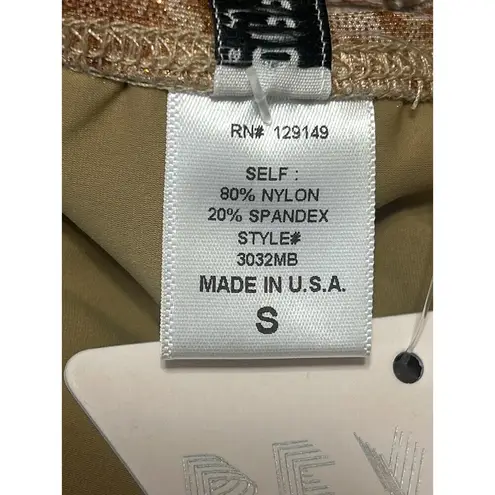 RN# 129149
SELF :
80% NYLON
20% SPANDEX
STYLE#
3032MB
MADE IN U.S.A.
S